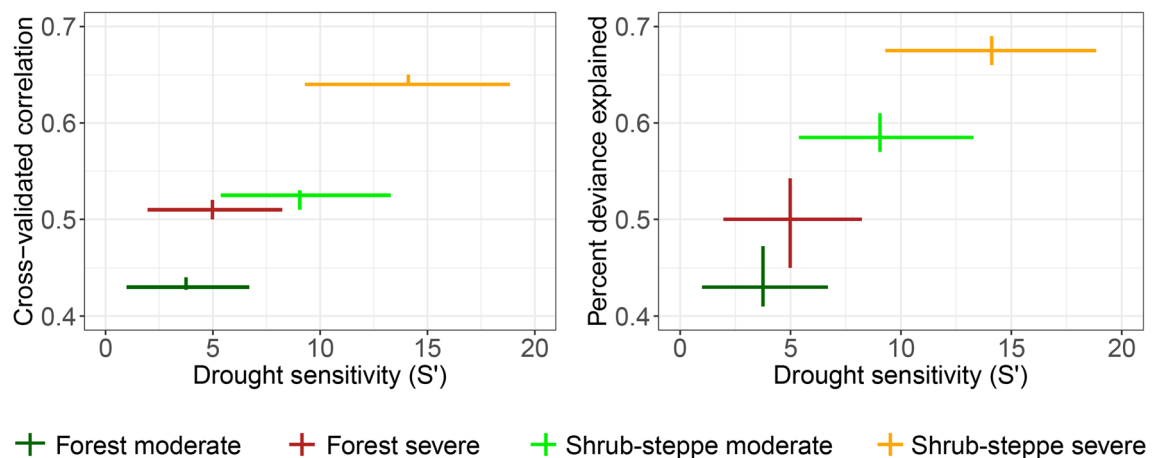 Cross−validated correlation
0.7
0.6
0.5
0.4
0 5 10 15 20
Drought sensitivity (S')
Percent deviance explained
0.7
0.6
0.5
0.4
0 5 10 15 20
Drought sensitivity (S')
Forest moderate Forest severe Shrub-steppe moderate Shrub-steppe severe